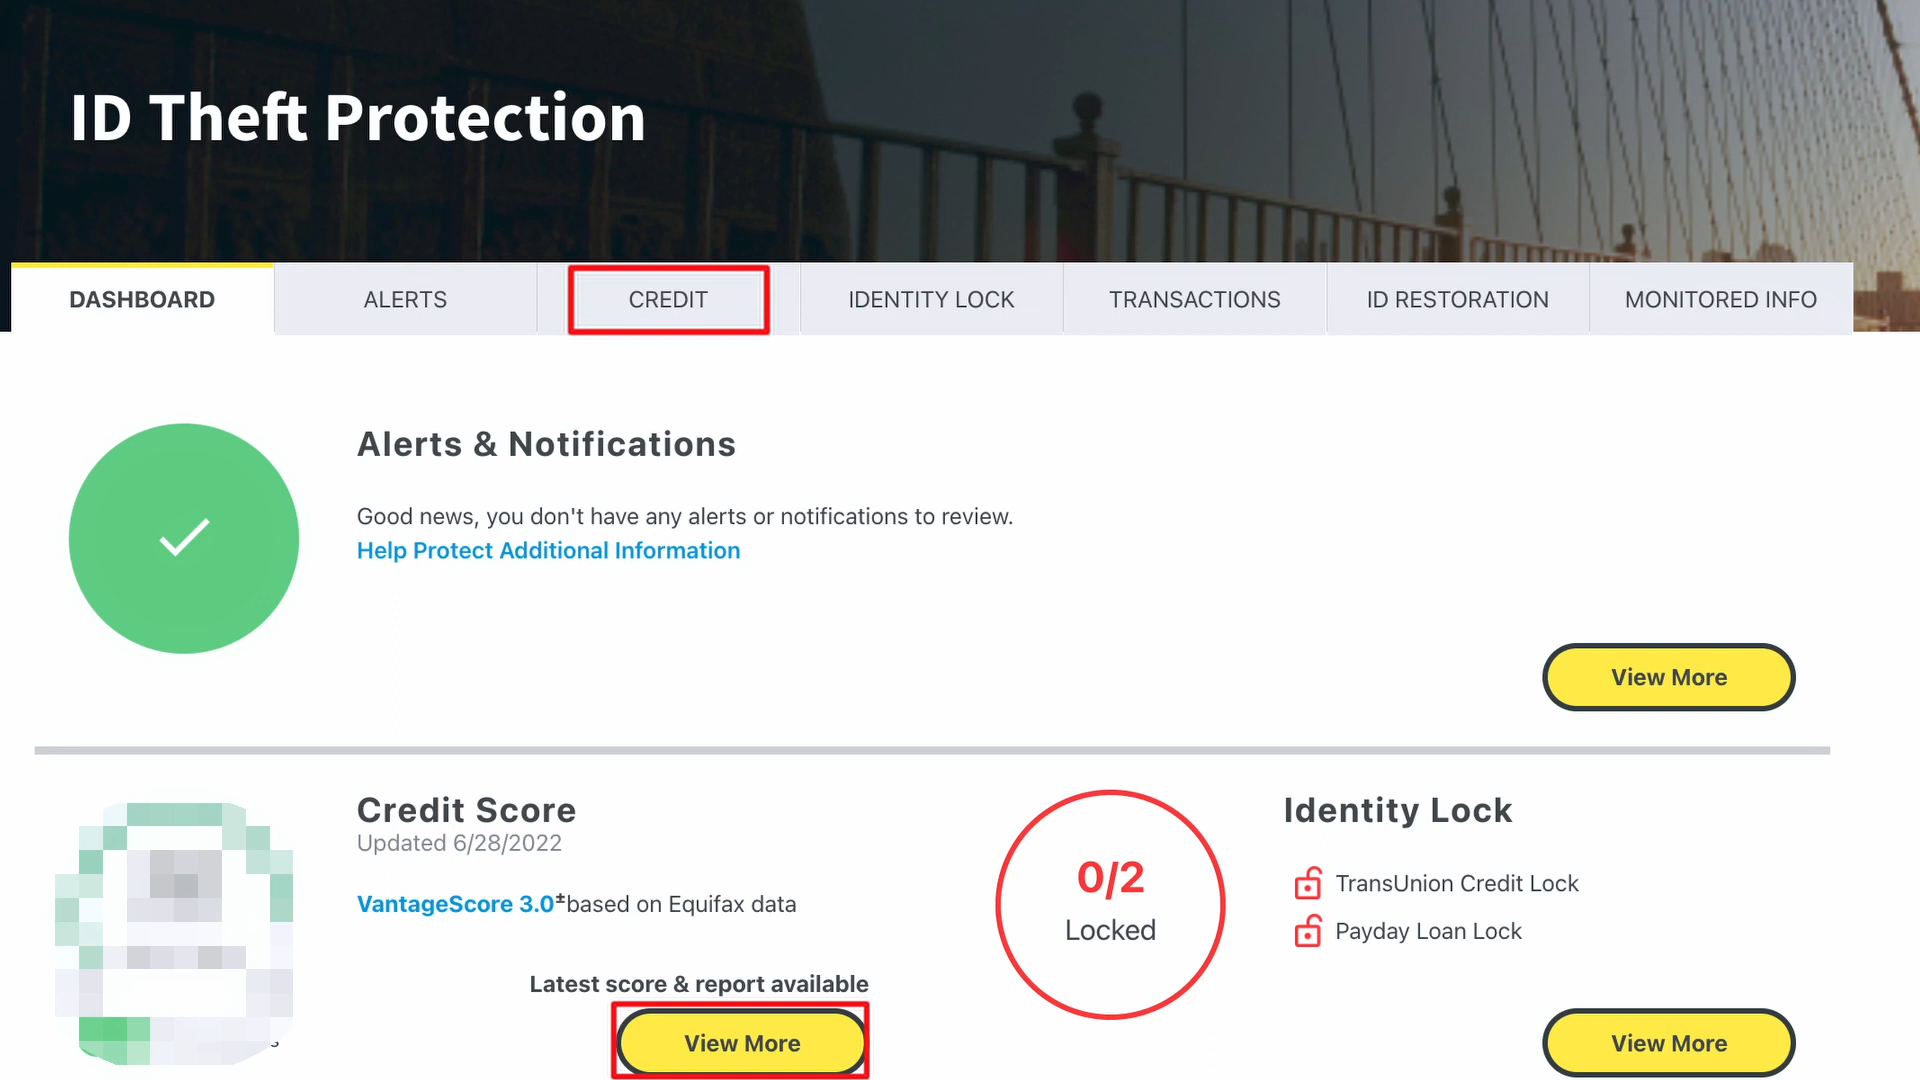 ID Theft Protection
DASHBOARD
ALERTS
CREDIT
IDENTITY LOCK
TRANSACTIONS
ID RESTORATION
MONITORED INFO
Alerts & Notifications
Good news, you don't have any alerts or notifications to review.
Help Protect Additional Information
View More
Credit Score
Updated 6/28/2022
VantageScore 3.0±based on Equifax data
Latest score & report available
View More
0/2
Locked
Identity Lock
TransUnion Credit Lock
Payday Loan Lock
View More